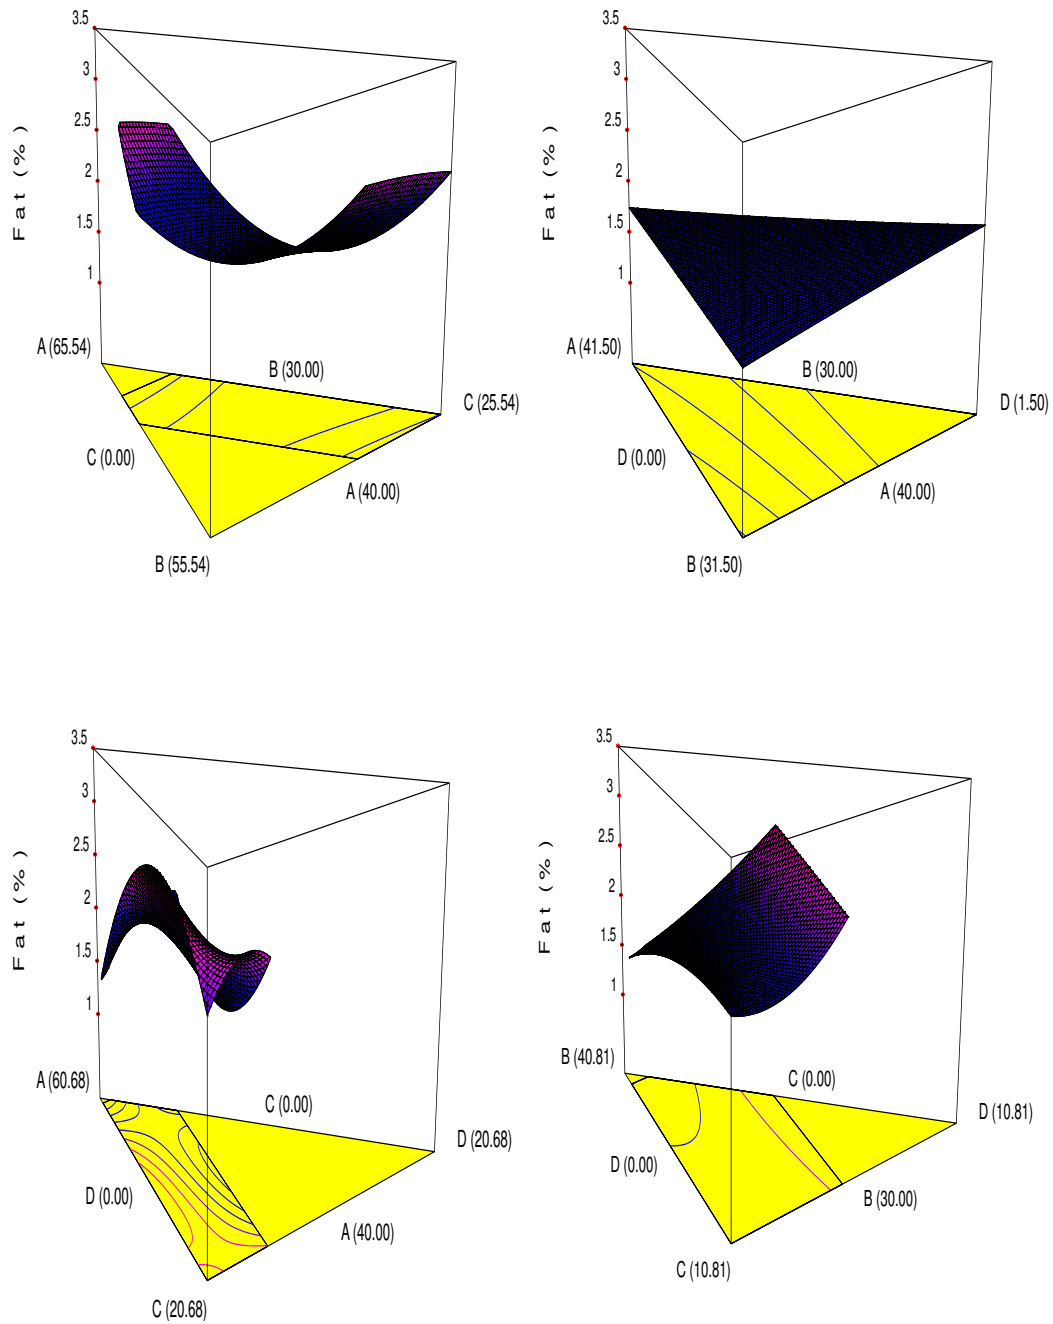 3.5
3
2.5
2
1.5
1
Fat (%)
A (65.54)
B (30.00)
C (25.54)
C (0.00)
A (40.00)
B (55.54)
3.5
3
2.5
2
1.5
1
Fat (%)
A (41.50)
B (30.00)
D (1.50)
D (0.00)
A (40.00)
B (31.50)
3.5
3
2.5
2
1.5
1
Fat (%)
A (60.68)
C (0.00)
D (20.68)
D (0.00)
A (40.00)
C (20.68)
3.5
3
2.5
2
1.5
1
Fat (%)
B (40.81)
C (0.00)
D (10.81)
D (0.00)
B (30.00)
C (10.81)